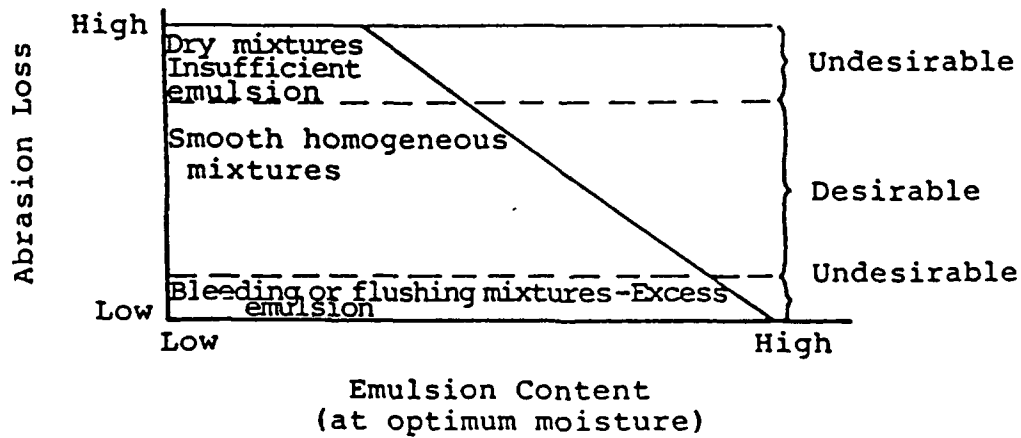 High
Dry mixtures
Insufficient
emulsion
Undesirable
Smooth homogeneous
mixtures
Desirable
Abrasion Loss
Undesirable
Bleeding or flushing mixtures-Excess
emulsion
Low
Low
High
Emulsion Content
(at optimum moisture)